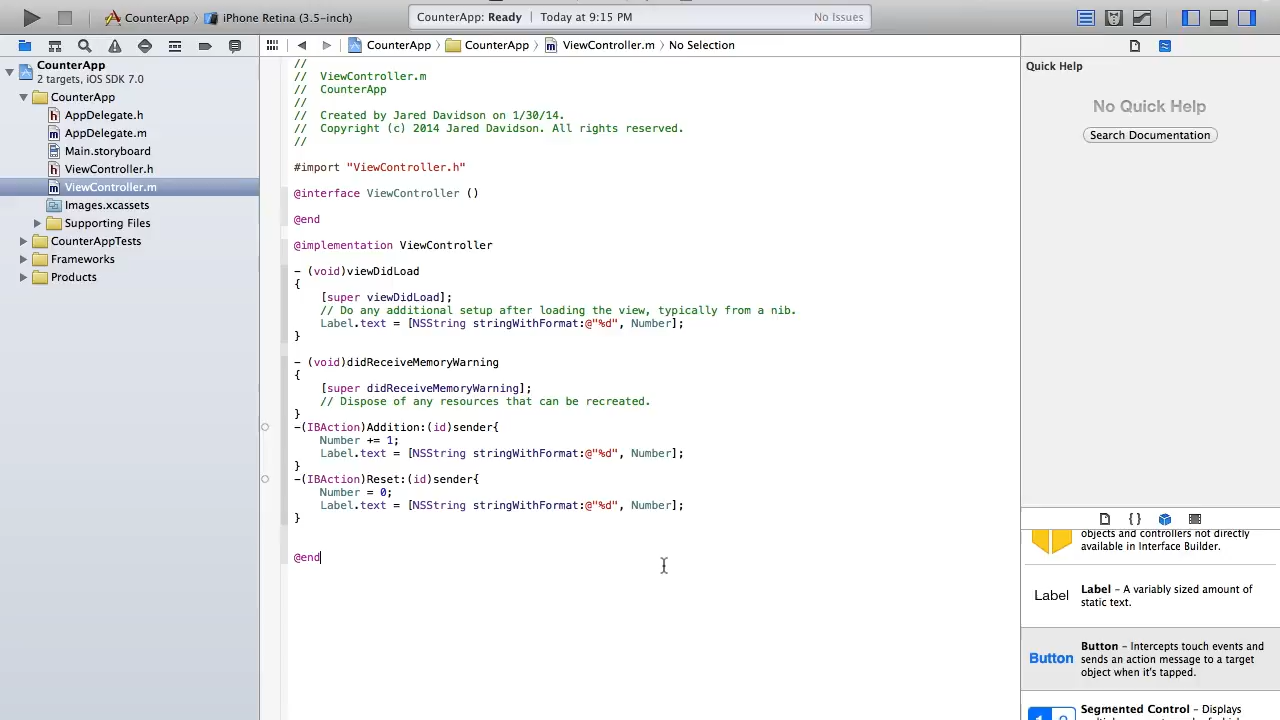 CounterApp
iPhone Retina (3.5-inch)
CounterApp: Ready
Today at 9:15 PM
No Issues
CounterApp
2 targets, iOS SDK 7.0
CounterApp
AppDelegate.h
AppDelegate.m
Main.storyboard
ViewController.h
ViewController.m
Images.xcassets
Supporting Files
CounterAppTests
Frameworks
Products
CounterApp
CounterApp
ViewController.m
No Selection
//
//  ViewController.m
//  CounterApp
//
//  Created by Jared Davidson on 1/30/14.
//  Copyright (c) 2014 Jared Davidson. All rights reserved.
//
#import "ViewController.h"
@interface ViewController ()
@end
@implementation ViewController
- (void)viewDidLoad
{
[super viewDidLoad];
// Do any additional setup after loading the view, typically from a nib.
Label.text = [NSString stringWithFormat:@"%d", Number];
}
- (void)didReceiveMemoryWarning
{
[super didReceiveMemoryWarning];
// Dispose of any resources that can be recreated.
}
-(IBAction)Addition:(id)sender{
Number += 1;
Label.text = [NSString stringWithFormat:@"%d", Number];
}
-(IBAction)Reset:(id)sender{
Number = 0;
Label.text = [NSString stringWithFormat:@"%d", Number];
}
@end
Quick Help
No Quick Help
Search Documentation
{ }
objects and controllers not directly
available in Interface Builder.
Label
Label – A variably sized amount of
static text.
Button
Button – Intercepts touch events and
sends an action message to a target
object when it's tapped.
Segmented Control – Displays